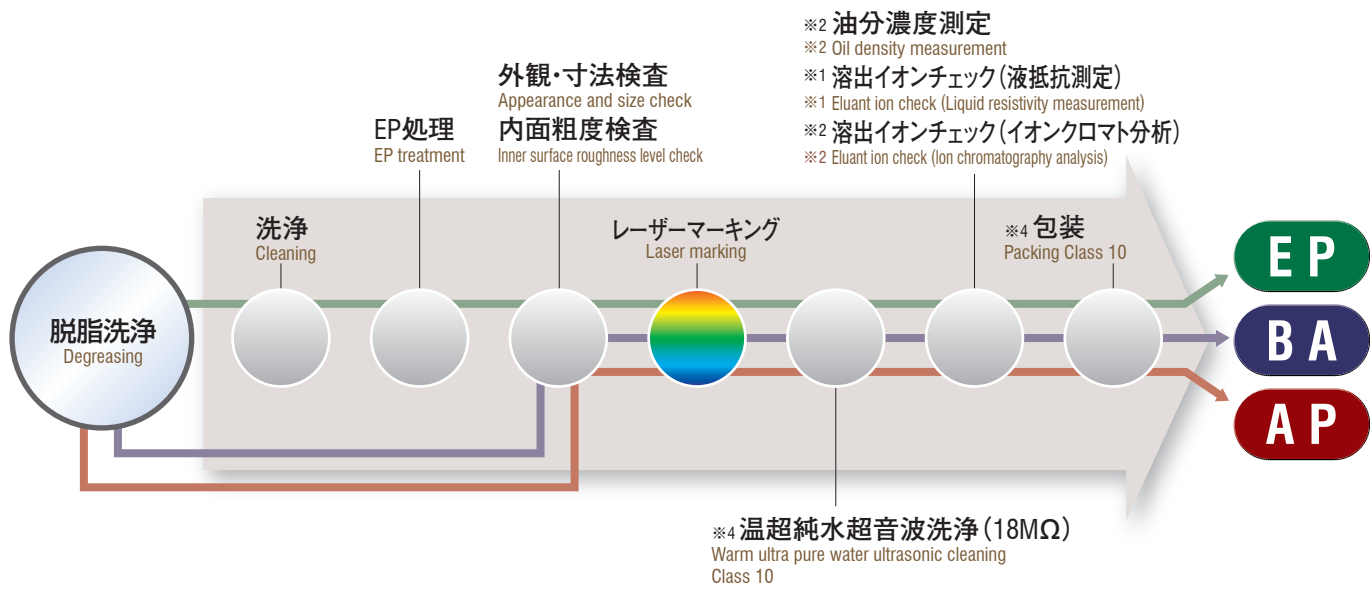 ※2 油分濃度測定
※2 Oil density measurement
※1 溶出イオンチェック(液抵抗測定)
※1 Eluant ion check (Liquid resistivity measurement)
※2 溶出イオンチェック(イオンクロマト分析)
※2 Eluant ion check (Ion chromatography analysis)
外観・寸法検査
Appearance and size check
内面粗度検査
Inner surface roughness level check
EP処理
EP treatment
洗浄
Cleaning
レーザーマーキング
Laser marking
※4 包装
Packing Class 10
脱脂洗浄
Degreasing
EP
BA
AP
※4 温超純水超音波洗浄(18MΩ)
Warm ultra pure water ultrasonic cleaning
Class 10